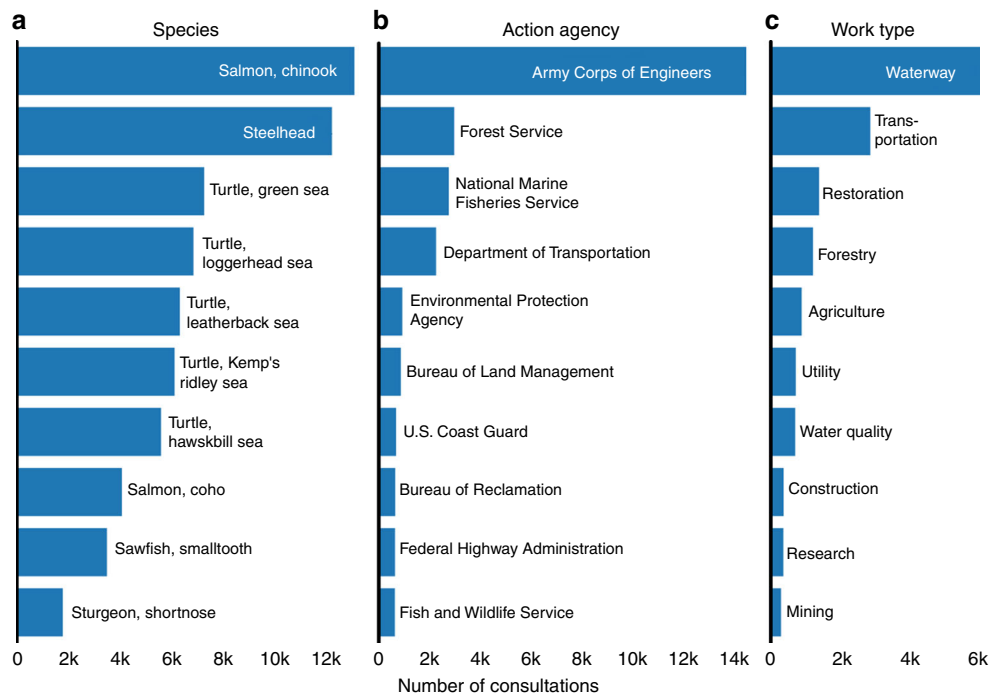 a
Species
Salmon, chinook
Steelhead
Turtle, green sea
Turtle,
loggerhead sea
Turtle,
leatherback sea
Turtle, Kemp's
ridley sea
Turtle,
hawskbill sea
Salmon, coho
Sawfish, smalltooth
Sturgeon, shortnose
0 2k 4k 6k 8k 10k 12k
b
Action agency
Army Corps of Engineers
Forest Service
National Marine
Fisheries Service
Department of Transportation
Environmental Protection
Agency
Bureau of Land Management
U.S. Coast Guard
Bureau of Reclamation
Federal Highway Administration
Fish and Wildlife Service
0 2k 4k 6k 8k 10k 12k 14k
c
Work type
Waterway
Trans-
portation
Restoration
Forestry
Agriculture
Utility
Water quality
Construction
Research
Mining
0 2k 4k 6k
Number of consultations